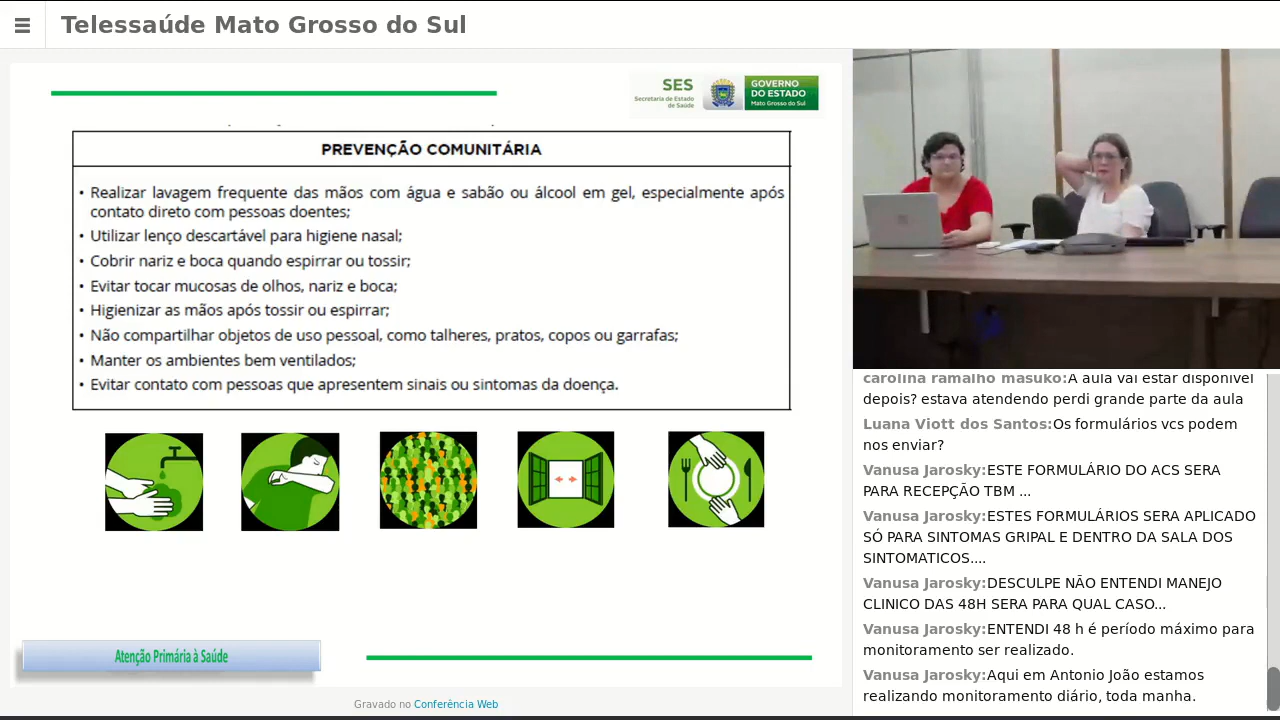 Telessaúde Mato Grosso do Sul
SES
Secretaria de Estado
de Saúde
GOVERNO
DO ESTADO
Mato Grosso do Sul
PREVENÇÃO COMUNITÁRIA
• Realizar lavagem frequente das mãos com água e sabão ou álcool em gel, especialmente após
contato direto com pessoas doentes;
• Utilizar lenço descartável para higiene nasal;
• Cobrir nariz e boca quando espirrar ou tossir;
• Evitar tocar mucosas de olhos, nariz e boca;
• Higienizar as mãos após tossir ou espirrar;
• Não compartilhar objetos de uso pessoal, como talheres, pratos, copos ou garrafas;
• Manter os ambientes bem ventilados;
• Evitar contato com pessoas que apresentem sinais ou sintomas da doença.
Atenção Primária à Saúde
Gravado no Conferência Web
carolina ramalho masuko:A aula vai estar disponivel
depois? estava atendendo perdi grande parte da aula
Luana Viott dos Santos:Os formulários vcs podem
nos enviar?
Vanusa Jarosky:ESTE FORMULÁRIO DO ACS SERA
PARA RECEPÇÃO TBM ...
Vanusa Jarosky:ESTES FORMULÁRIOS SERA APLICADO
SÓ PARA SINTOMAS GRIPAL E DENTRO DA SALA DOS
SINTOMATICOS....
Vanusa Jarosky:DESCULPE NÃO ENTENDI MANEJO
CLINICO DAS 48H SERA PARA QUAL CASO...
Vanusa Jarosky:ENTENDI 48 h é período máximo para
monitoramento ser realizado.
Vanusa Jarosky:Aqui em Antonio João estamos
realizando monitoramento diário, toda manha.